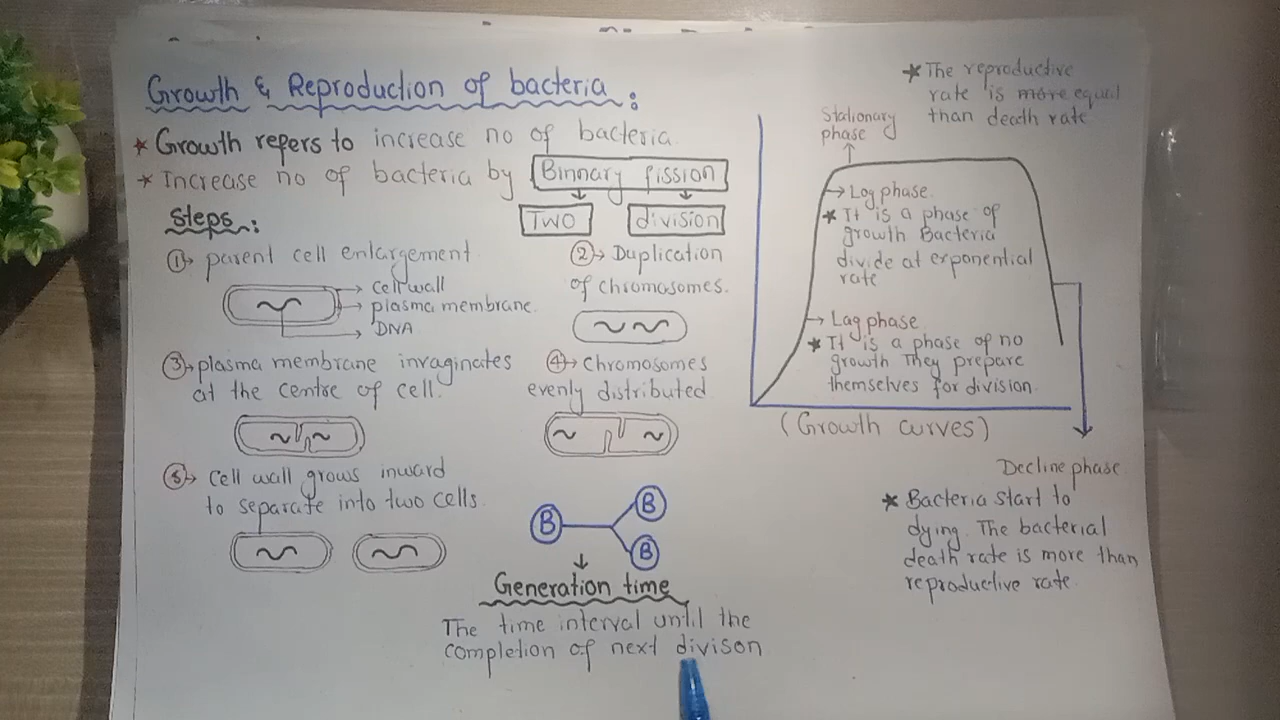 Growth & Reproduction of bacteria :
* Growth refers to increase no of bacteria.
* Increase no of bacteria by Binnary fission
Two division
Steps :
① parent cell enlargement
cell wall
plasma membrane.
DNA
② Duplication
of chromosomes.
③ plasma membrane invaginates
at the centre of cell.
④ Chromosomes
evenly distributed
⑤ Cell wall grows inward
to separate into two cells.
B
B
B
Generation time
The time interval until the
completion of next divison
* The reproductive
rate is more equal
than death rate
Stationary
phase
Log phase.
* It is a phase of
growth Bacteria
divide at exponential
rate
Lag phase.
* It is a phase of no
growth They prepare
themselves for division.
(Growth curves)
Decline phase.
* Bacteria start to
dying. The bacterial
death rate is more than
reproductive rate.